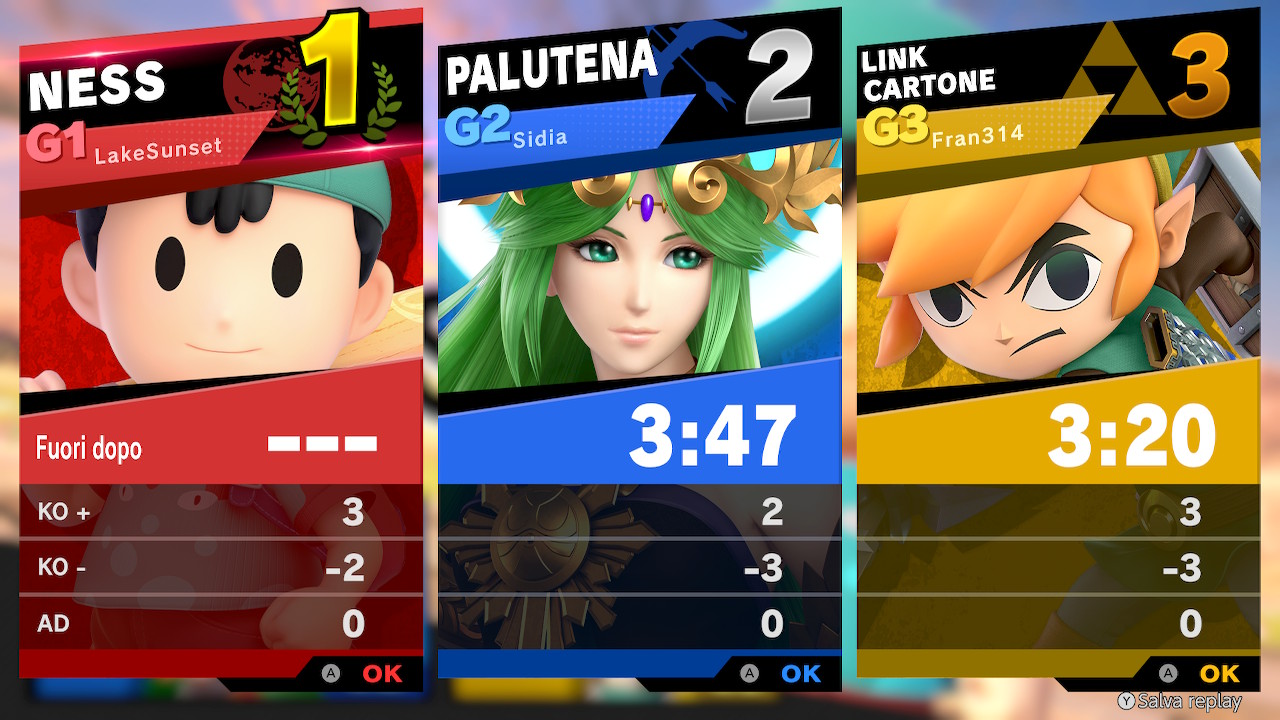 NESS 1
G1 LakeSunset
Fuori dopo ---
KO + 3
KO - -2
AD 0
A OK
PALUTENA 2
G2 Sidia
3:47
2
-3
0
A OK
LINK
CARTONE 3
G3 Fran314
3:20
3
-3
0
A OK
Y Salva replay